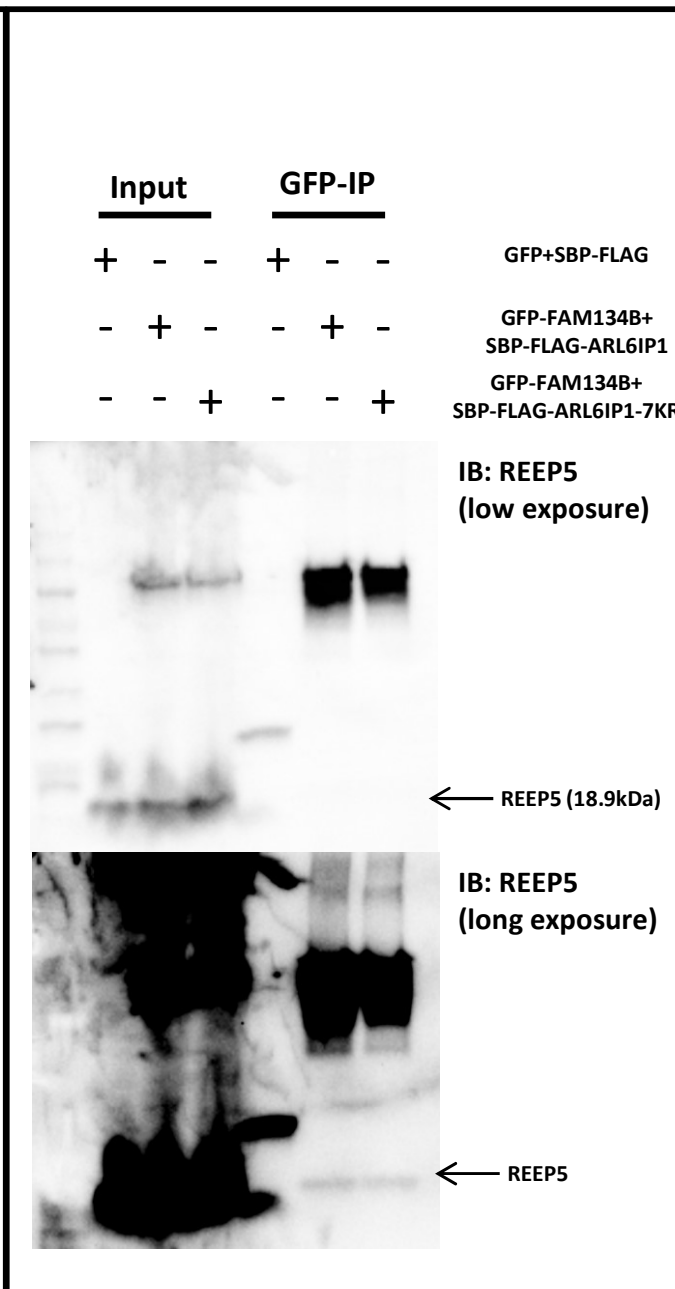 Input
GFP-IP
+ - - + - - GFP+SBP-FLAG
- + - - + - GFP-FAM134B+
SBP-FLAG-ARL6IP1
- - + - - + GFP-FAM134B+
SBP-FLAG-ARL6IP1-7KR
IB: REEP5
(low exposure)
REEP5 (18.9kDa)
IB: REEP5
(long exposure)
REEP5